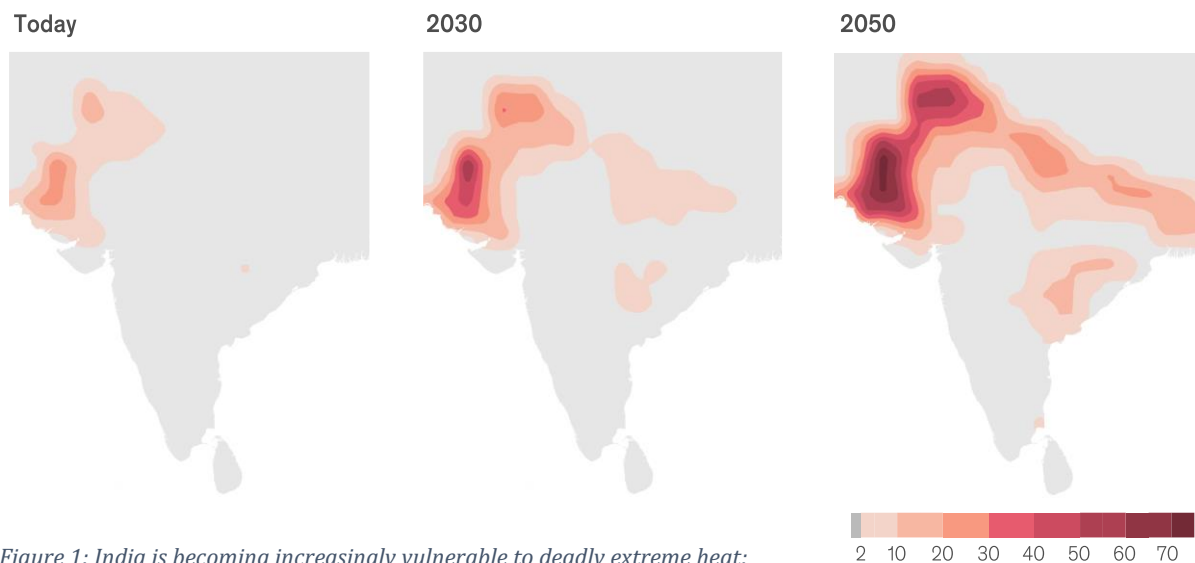 Today
2030
2050
2 10 20 30 40 50 60 70
Figure 1: India is becoming increasingly vulnerable to deadly extreme heat;